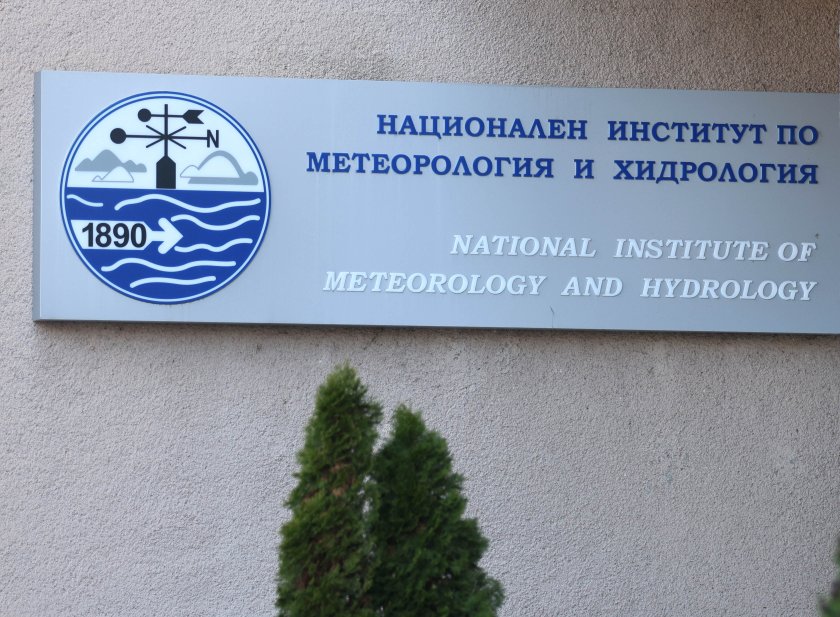 N
1890
НАЦИОНАЛЕН ИНСТИТУТ ПО
МЕТЕОРОЛОГИЯ И ХИДРОЛОГИЯ
NATIONAL INSTITUTE OF
METEOROLOGY AND HYDROLOGY